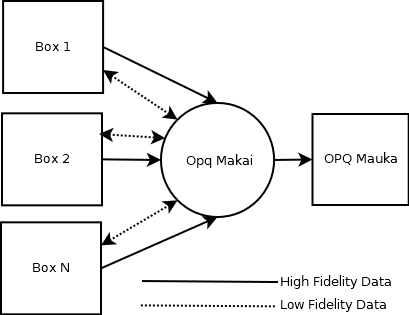 Box 1
Box 2
Opq Makai
OPQ Mauka
Box N
High Fidelity Data
Low Fidelity Data